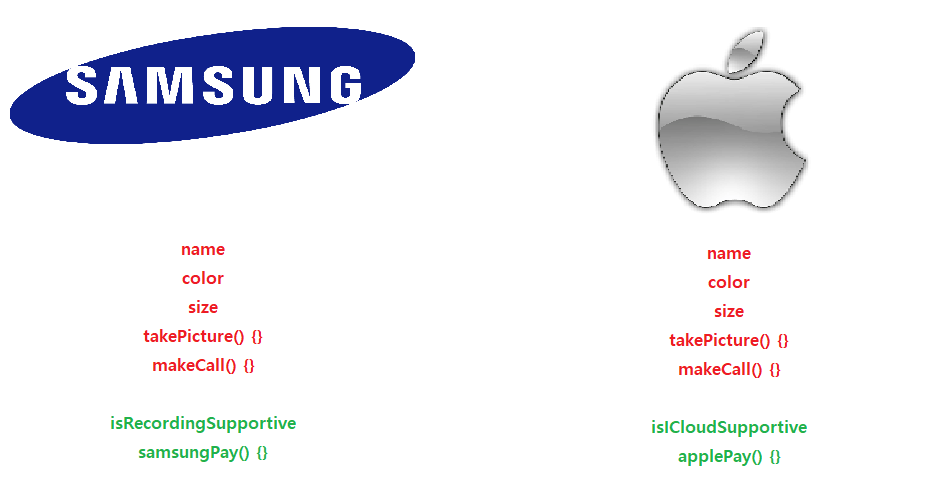 SAMSUNG
name
color
size
takePicture() {}
makeCall() {}
isRecordingSupportive
samsungPay() {}
name
color
size
takePicture() {}
makeCall() {}
isICloudSupportive
applePay() {}